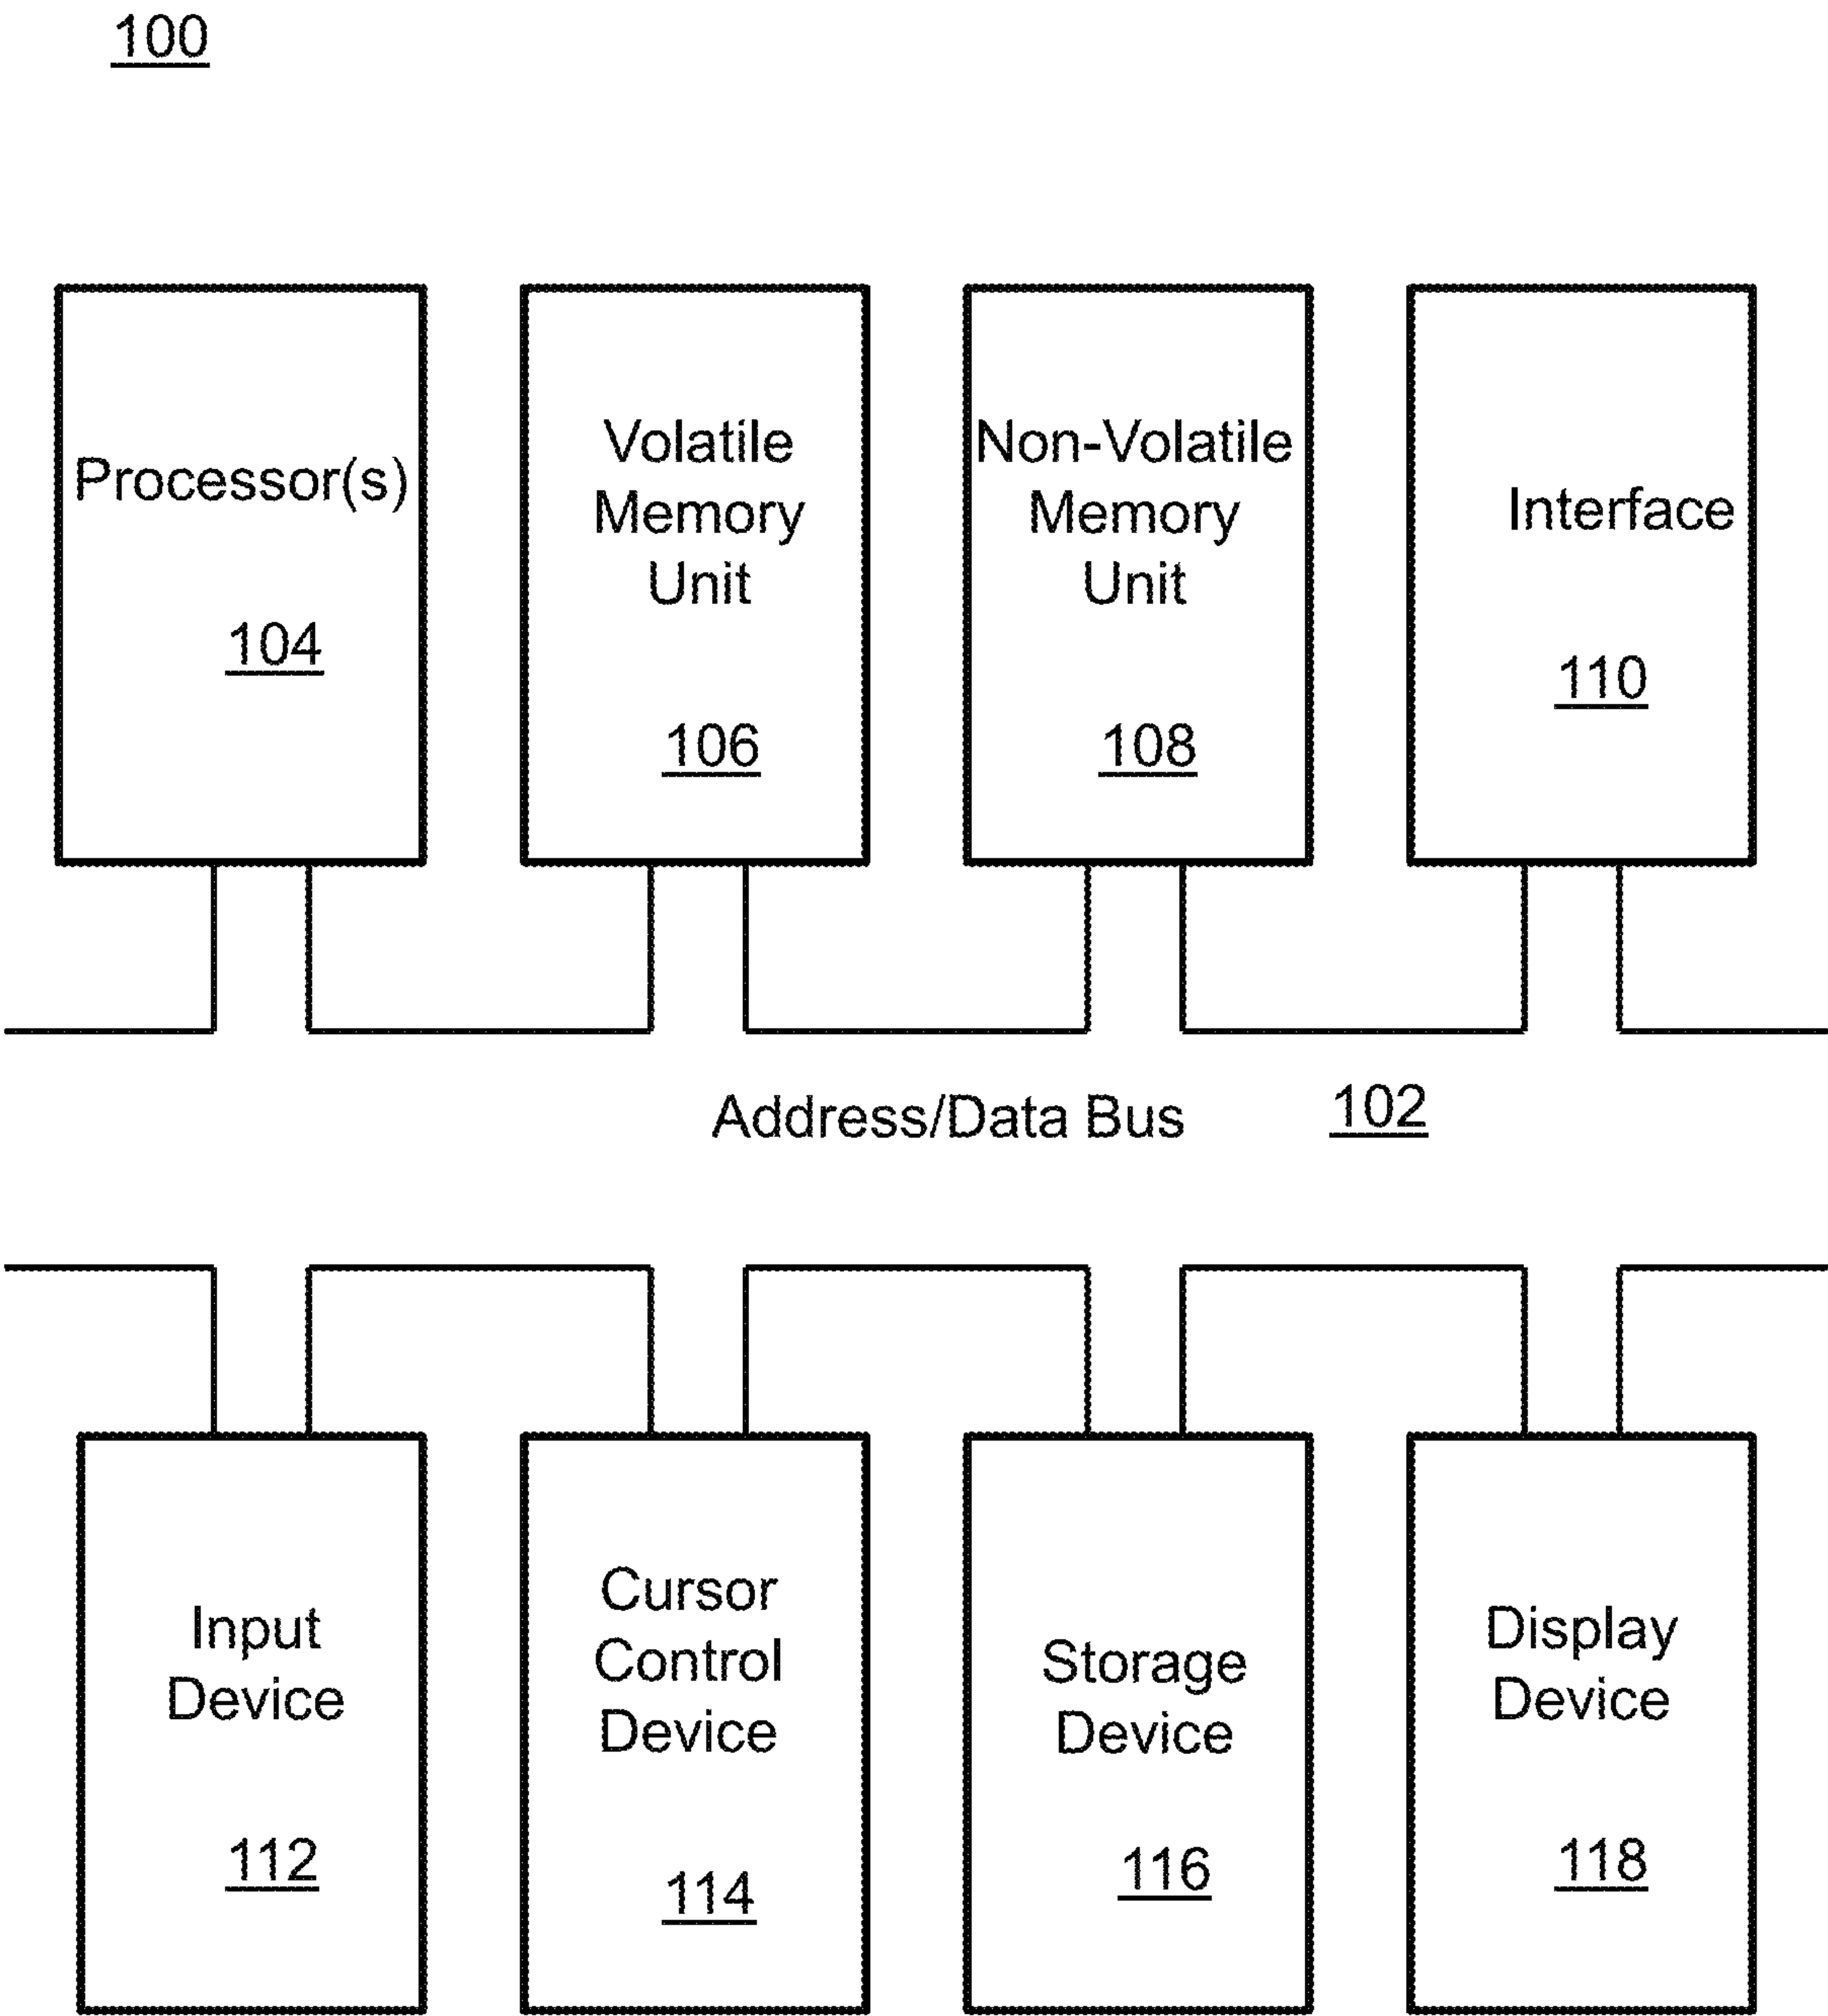 100
Processor(s)
104
Volatile
Memory
Unit
106
Non-Volatile
Memory
Unit
108
Interface
110
Address/Data Bus 102
Input
Device
112
Cursor
Control
Device
114
Storage
Device
116
Display
Device
118